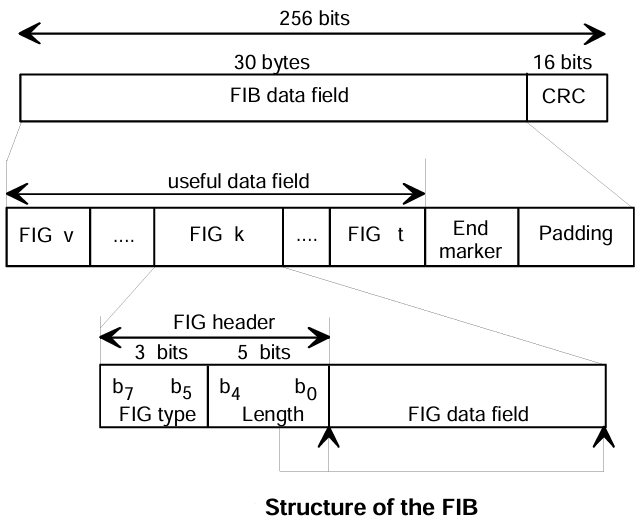 256 bits
30 bytes 16 bits
FIB data field CRC
useful data field
FIG v .... FIG k .... FIG t End marker Padding
FIG header
3 bits 5 bits
b7 b5 b4 b0
FIG type Length FIG data field
Structure of the FIB